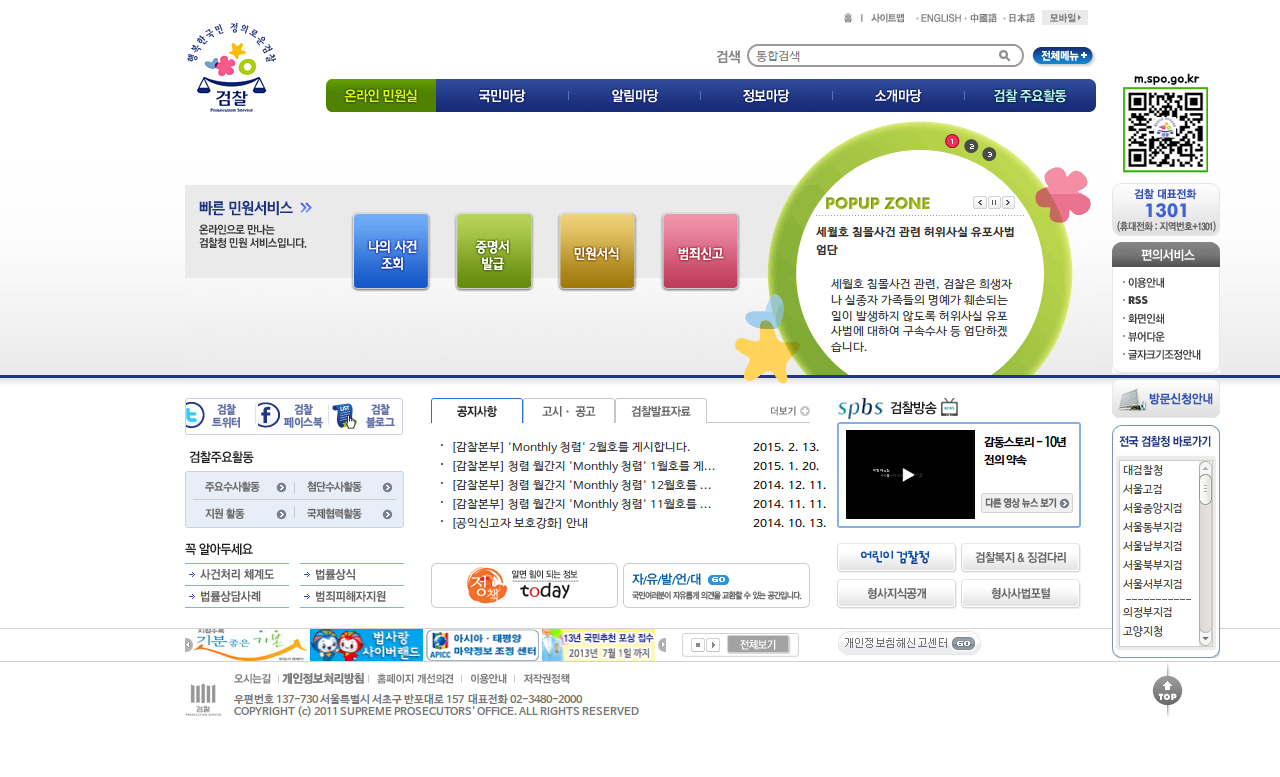 행복한국민 정의로운검찰
검찰
Prosecution Service
홈 사이트맵 ENGLISH 中國語 日本語 모바일
검색 통합검색 전체메뉴
온라인 민원실 국민마당 알림마당 정보마당 소개마당 검찰 주요활동
빠른 민원서비스
온라인으로 만나는
검찰청 민원 서비스입니다.
나의 사건
조회
증명서
발급
민원서식
범죄신고
1 2 3
POPUP ZONE
세월호 침몰사건 관련 허위사실 유포사범
엄단
세월호 침몰사건 관련, 검찰은 희생자
나 실종자 가족들의 명예가 훼손되는
일이 발생하지 않도록 허위사실 유포
사범에 대하여 구속수사 등 엄단하겠
습니다.
m.spo.go.kr
검찰 대표전화
1301
(휴대전화 : 지역번호+1301)
편의서비스
· 이용안내
· RSS
· 화면인쇄
· 뷰어다운
· 글자크기조정안내
방문신청안내
전국 검찰청 바로가기
대검찰청
서울고검
서울중앙지검
서울동부지검
서울남부지검
서울북부지검
서울서부지검
-----------
의정부지검
고양지청
TOP
검찰
트위터
검찰
페이스북
검찰
블로그
검찰주요활동
주요수사활동 첨단수사활동
지원 활동 국제협력활동
꼭 알아두세요
사건처리 체계도 법률상식
법률상담사례 범죄피해자지원
공지사항 고시 · 공고 검찰발표자료 더보기
· [감찰본부] 'Monthly 청렴' 2월호를 게시합니다. 2015. 2. 13.
· [감찰본부] 청렴 월간지 'Monthly 청렴' 1월호를 게... 2015. 1. 20.
· [감찰본부] 청렴 월간지 'Monthly 청렴' 12월호를 ... 2014. 12. 11.
· [감찰본부] 청렴 월간지 'Monthly 청렴' 11월호를 ... 2014. 11. 11.
· [공익신고자 보호강화] 안내 2014. 10. 13.
정책 알면 힘이 되는 정보
today
자/유/발/언/대 GO
국민여러분이 자유롭게 의견을 교환할 수 있는 공간입니다.
spbs 검찰방송
감동스토리 - 10년
전의 약속
다른 영상 뉴스 보기
어린이 검찰청 검찰복지 & 징검다리
형사지식공개 형사사법포털
기분 좋은
법사랑
사이버랜드
APICC
아시아 · 태평양
마약정보 조정 센터
13년 국민추천 포상 접수
2013년 7월 1일 까지
전체보기
개인정보침해신고센터 GO
오시는길 개인정보처리방침 홈페이지 개선의견 이용안내 저작권정책
검찰
PROSECUTION SERVICE
우편번호 137-730 서울특별시 서초구 반포대로 157 대표전화 02-3480-2000
COPYRIGHT (c) 2011 SUPREME PROSECUTORS' OFFICE. ALL RIGHTS RESERVED